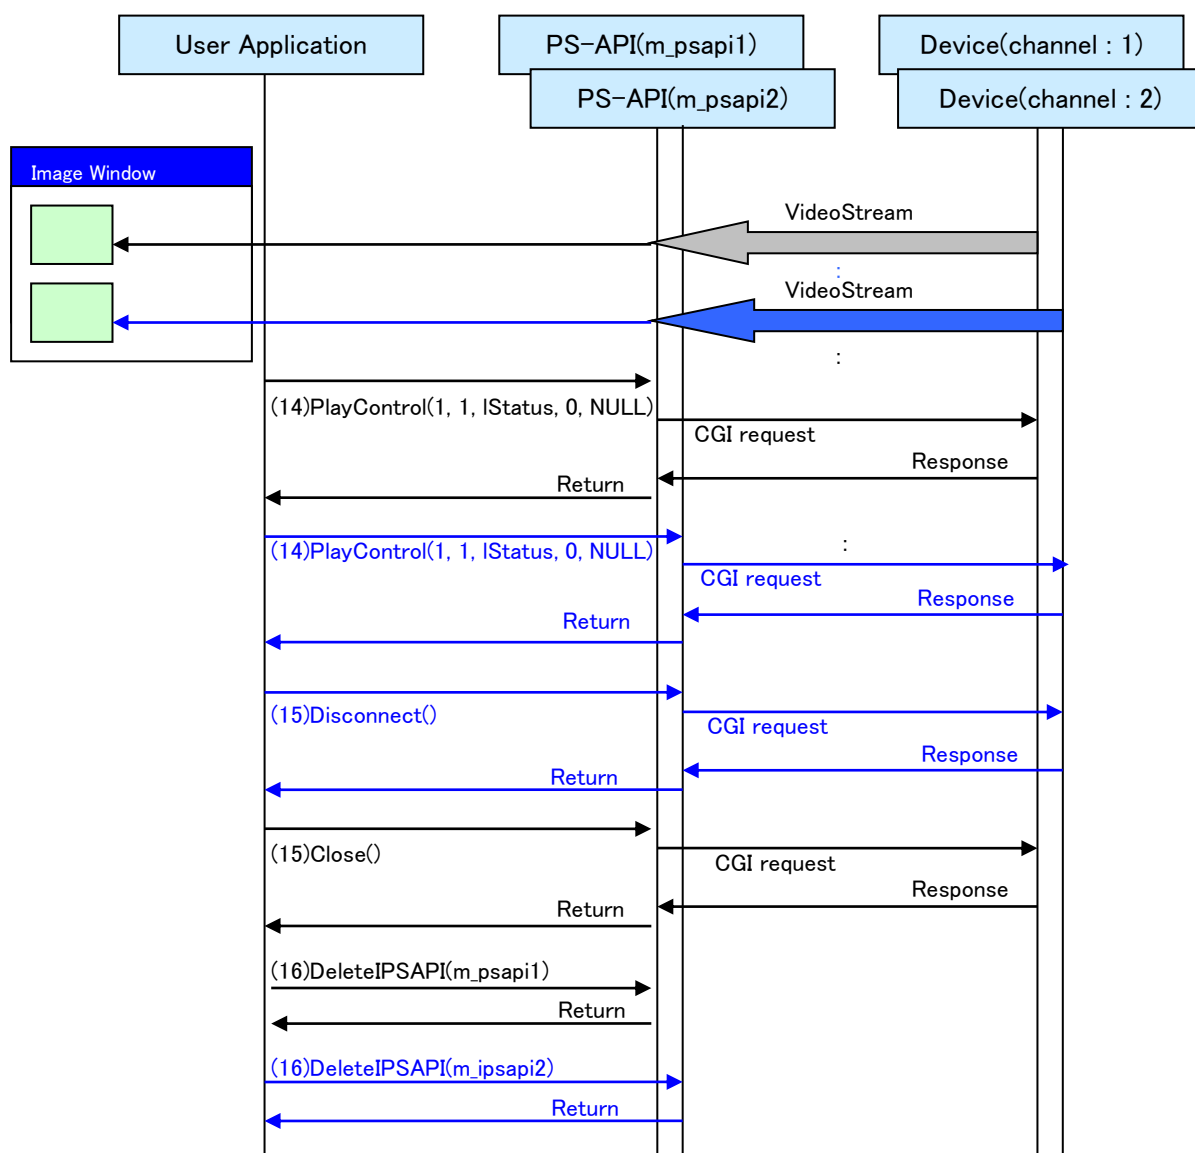 User Application
PS-API(m_psapi1)
Device(channel : 1)
PS-API(m_psapi2)
Device(channel : 2)
Image Window
VideoStream
:
VideoStream
:
(14)PlayControl(1, 1, lStatus, 0, NULL)
CGI request
Response
Return
(14)PlayControl(1, 1, lStatus, 0, NULL)
:
CGI request
Response
Return
(15)Disconnect()
CGI request
Response
Return
(15)Close()
CGI request
Response
Return
(16)DeleteIPSAPI(m_psapi1)
Return
(16)DeleteIPSAPI(m_ipsapi2)
Return